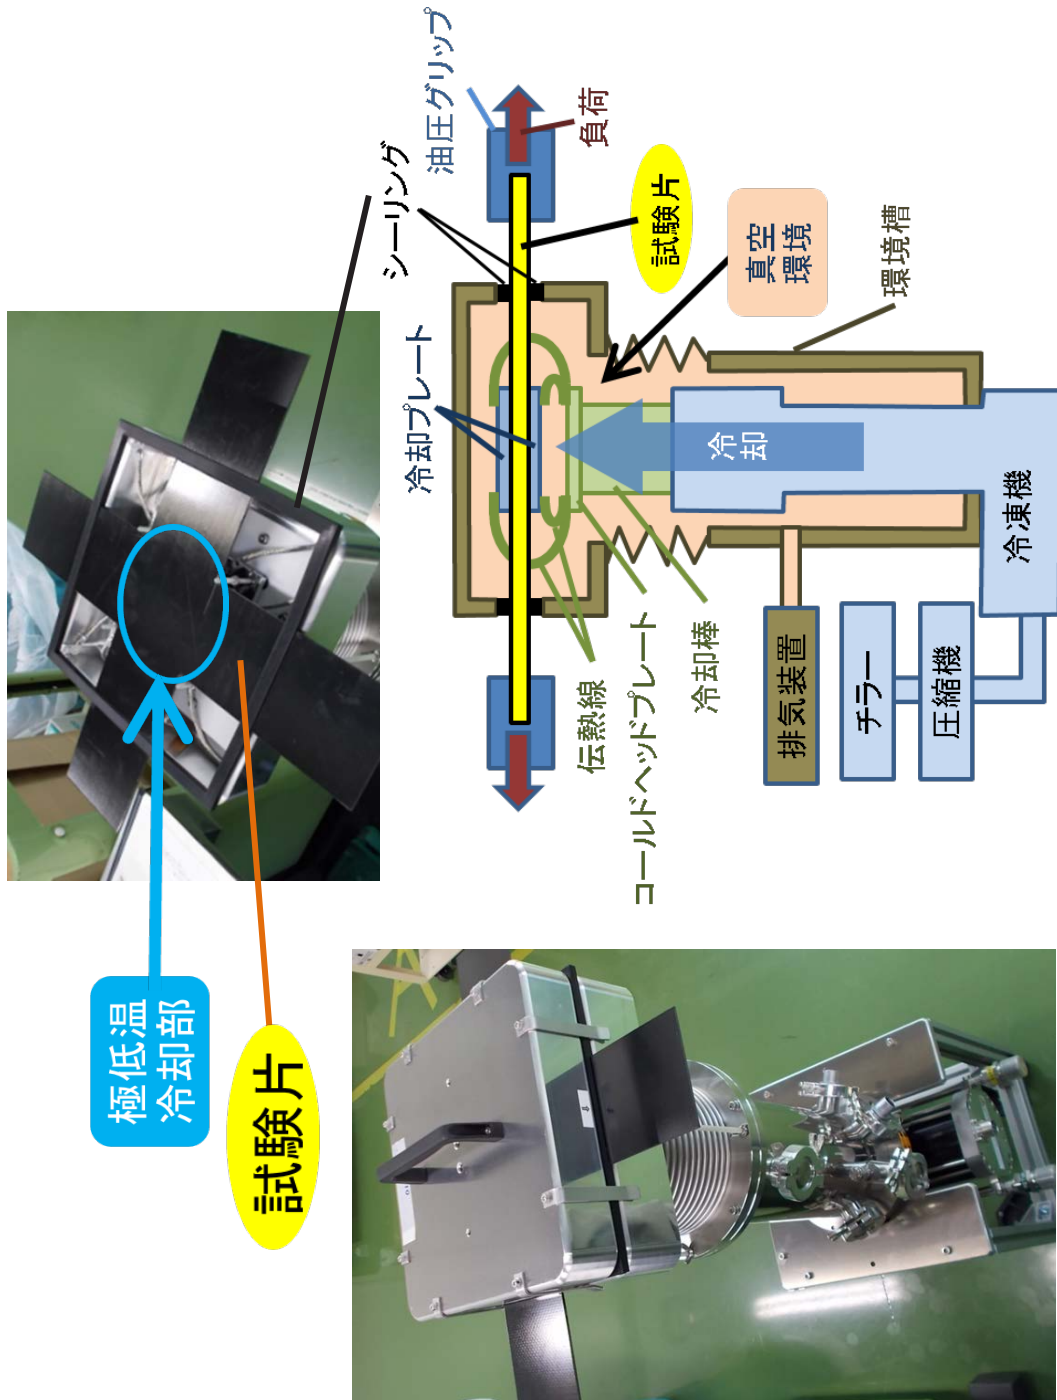 極低温
冷却部
試験片
シーリング
油圧グリップ
負荷
冷却プレート
試験片
真空
環境
環境槽
冷却
伝熱線
コールドヘッドプレート
冷却棒
排気装置
チラー
圧縮機
冷凍機